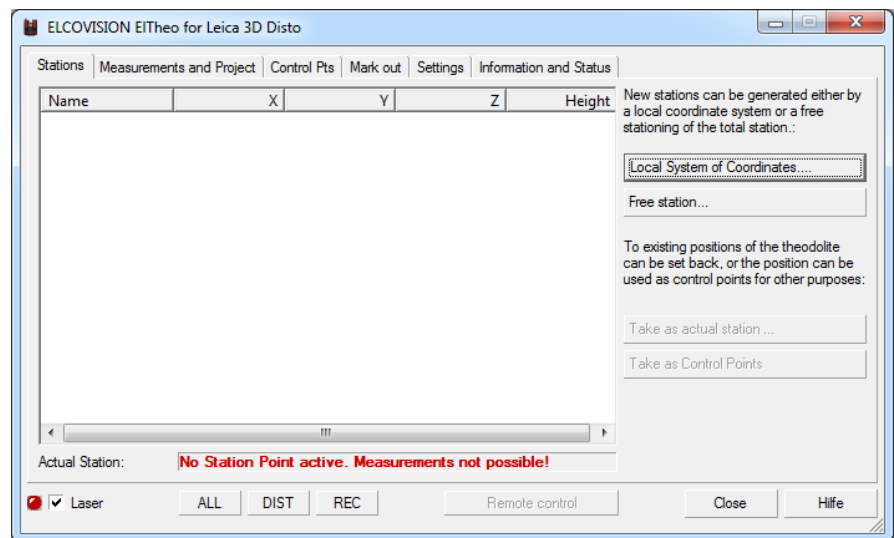 ELCOVISION ElTheo for Leica 3D Disto
Stations Measurements and Project Control Pts Mark out Settings Information and Status
Name X Y Z Height
New stations can be generated either by
a local coordinate system or a free
stationing of the total station.:
Local System of Coordinates....
Free station...
To existing positions of the theodolite
can be set back, or the position can be
used as control points for other purposes:
Take as actual station ...
Take as Control Points
Actual Station: No Station Point active. Measurements not possible!
Laser ALL DIST REC Remote control Close Hilfe